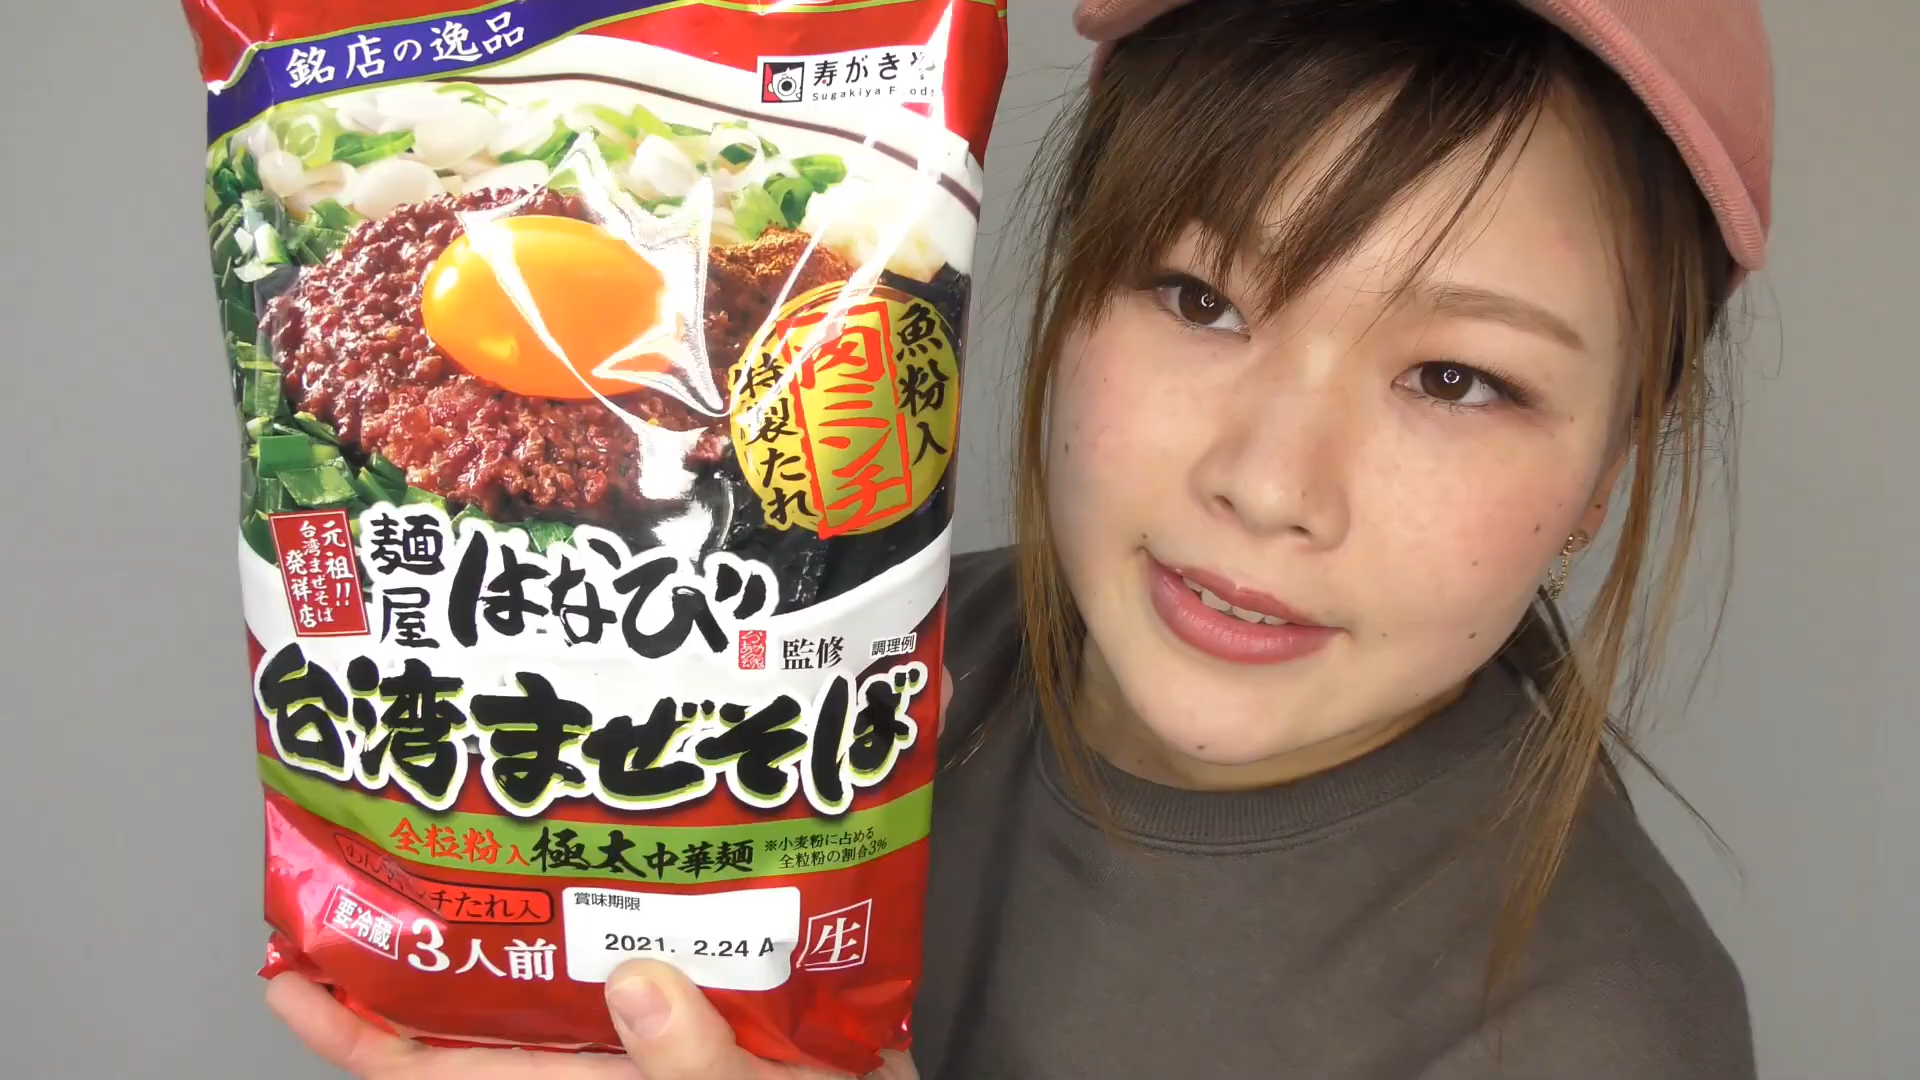 銘店の逸品
寿がきや
Sugakiya Foods
魚粉入
肉ミンチ
特製たれ
元祖!!
台湾まぜそば
発祥店
麺屋はなび
監修
調理例
台湾まぜそば
全粒粉入極太中華麺
※小麦粉に占める
全粒粉の割合3%
チたれ入
要冷蔵
3人前
賞味期限
2021. 2.24 A
生